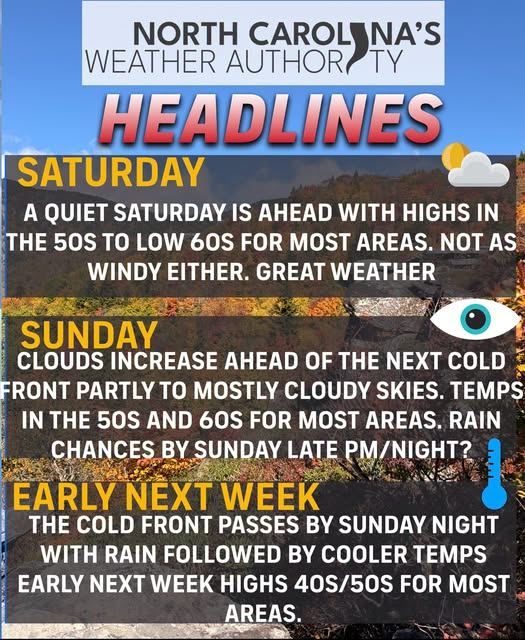 NORTH CAROLINA'S
WEATHER AUTHORITY
HEADLINES
SATURDAY
A QUIET SATURDAY IS AHEAD WITH HIGHS IN
THE 50S TO LOW 60S FOR MOST AREAS. NOT AS
WINDY EITHER. GREAT WEATHER
SUNDAY
CLOUDS INCREASE AHEAD OF THE NEXT COLD
FRONT PARTLY TO MOSTLY CLOUDY SKIES. TEMPS
IN THE 50S AND 60S FOR MOST AREAS. RAIN
CHANCES BY SUNDAY LATE PM/NIGHT?
EARLY NEXT WEEK
THE COLD FRONT PASSES BY SUNDAY NIGHT
WITH RAIN FOLLOWED BY COOLER TEMPS
EARLY NEXT WEEK HIGHS 40S/50S FOR MOST
AREAS.